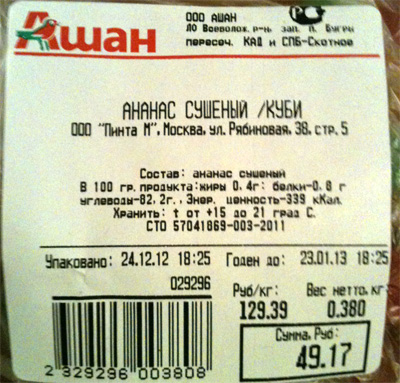 Ашан
ООО АШАН
ЛО Всеволож. р-н, зап. п. Бугры
пересеч. КАД и СПБ-Скотное
АНАНАС СУШЕНЫЙ /КУБИ
ООО "Пинта М", Москва, ул. Рябиновая, 38, стр. 5
Состав: ананас сушеный
В 100 гр. продукта:жиры 0,4г; белки-0,8 г
углеводы-82,2г., Энер. ценность-339 кКал.
Хранить: t от +15 до 21 град С.
СТО 57041869-003-2011
Упаковано: 24.12.12 18:25 Годен до: 23.01.13 18:25
029296
Руб/кг: Вес нетто, кг
129.39 0.380
Сумма, Руб:
49.17
2 329296 003808